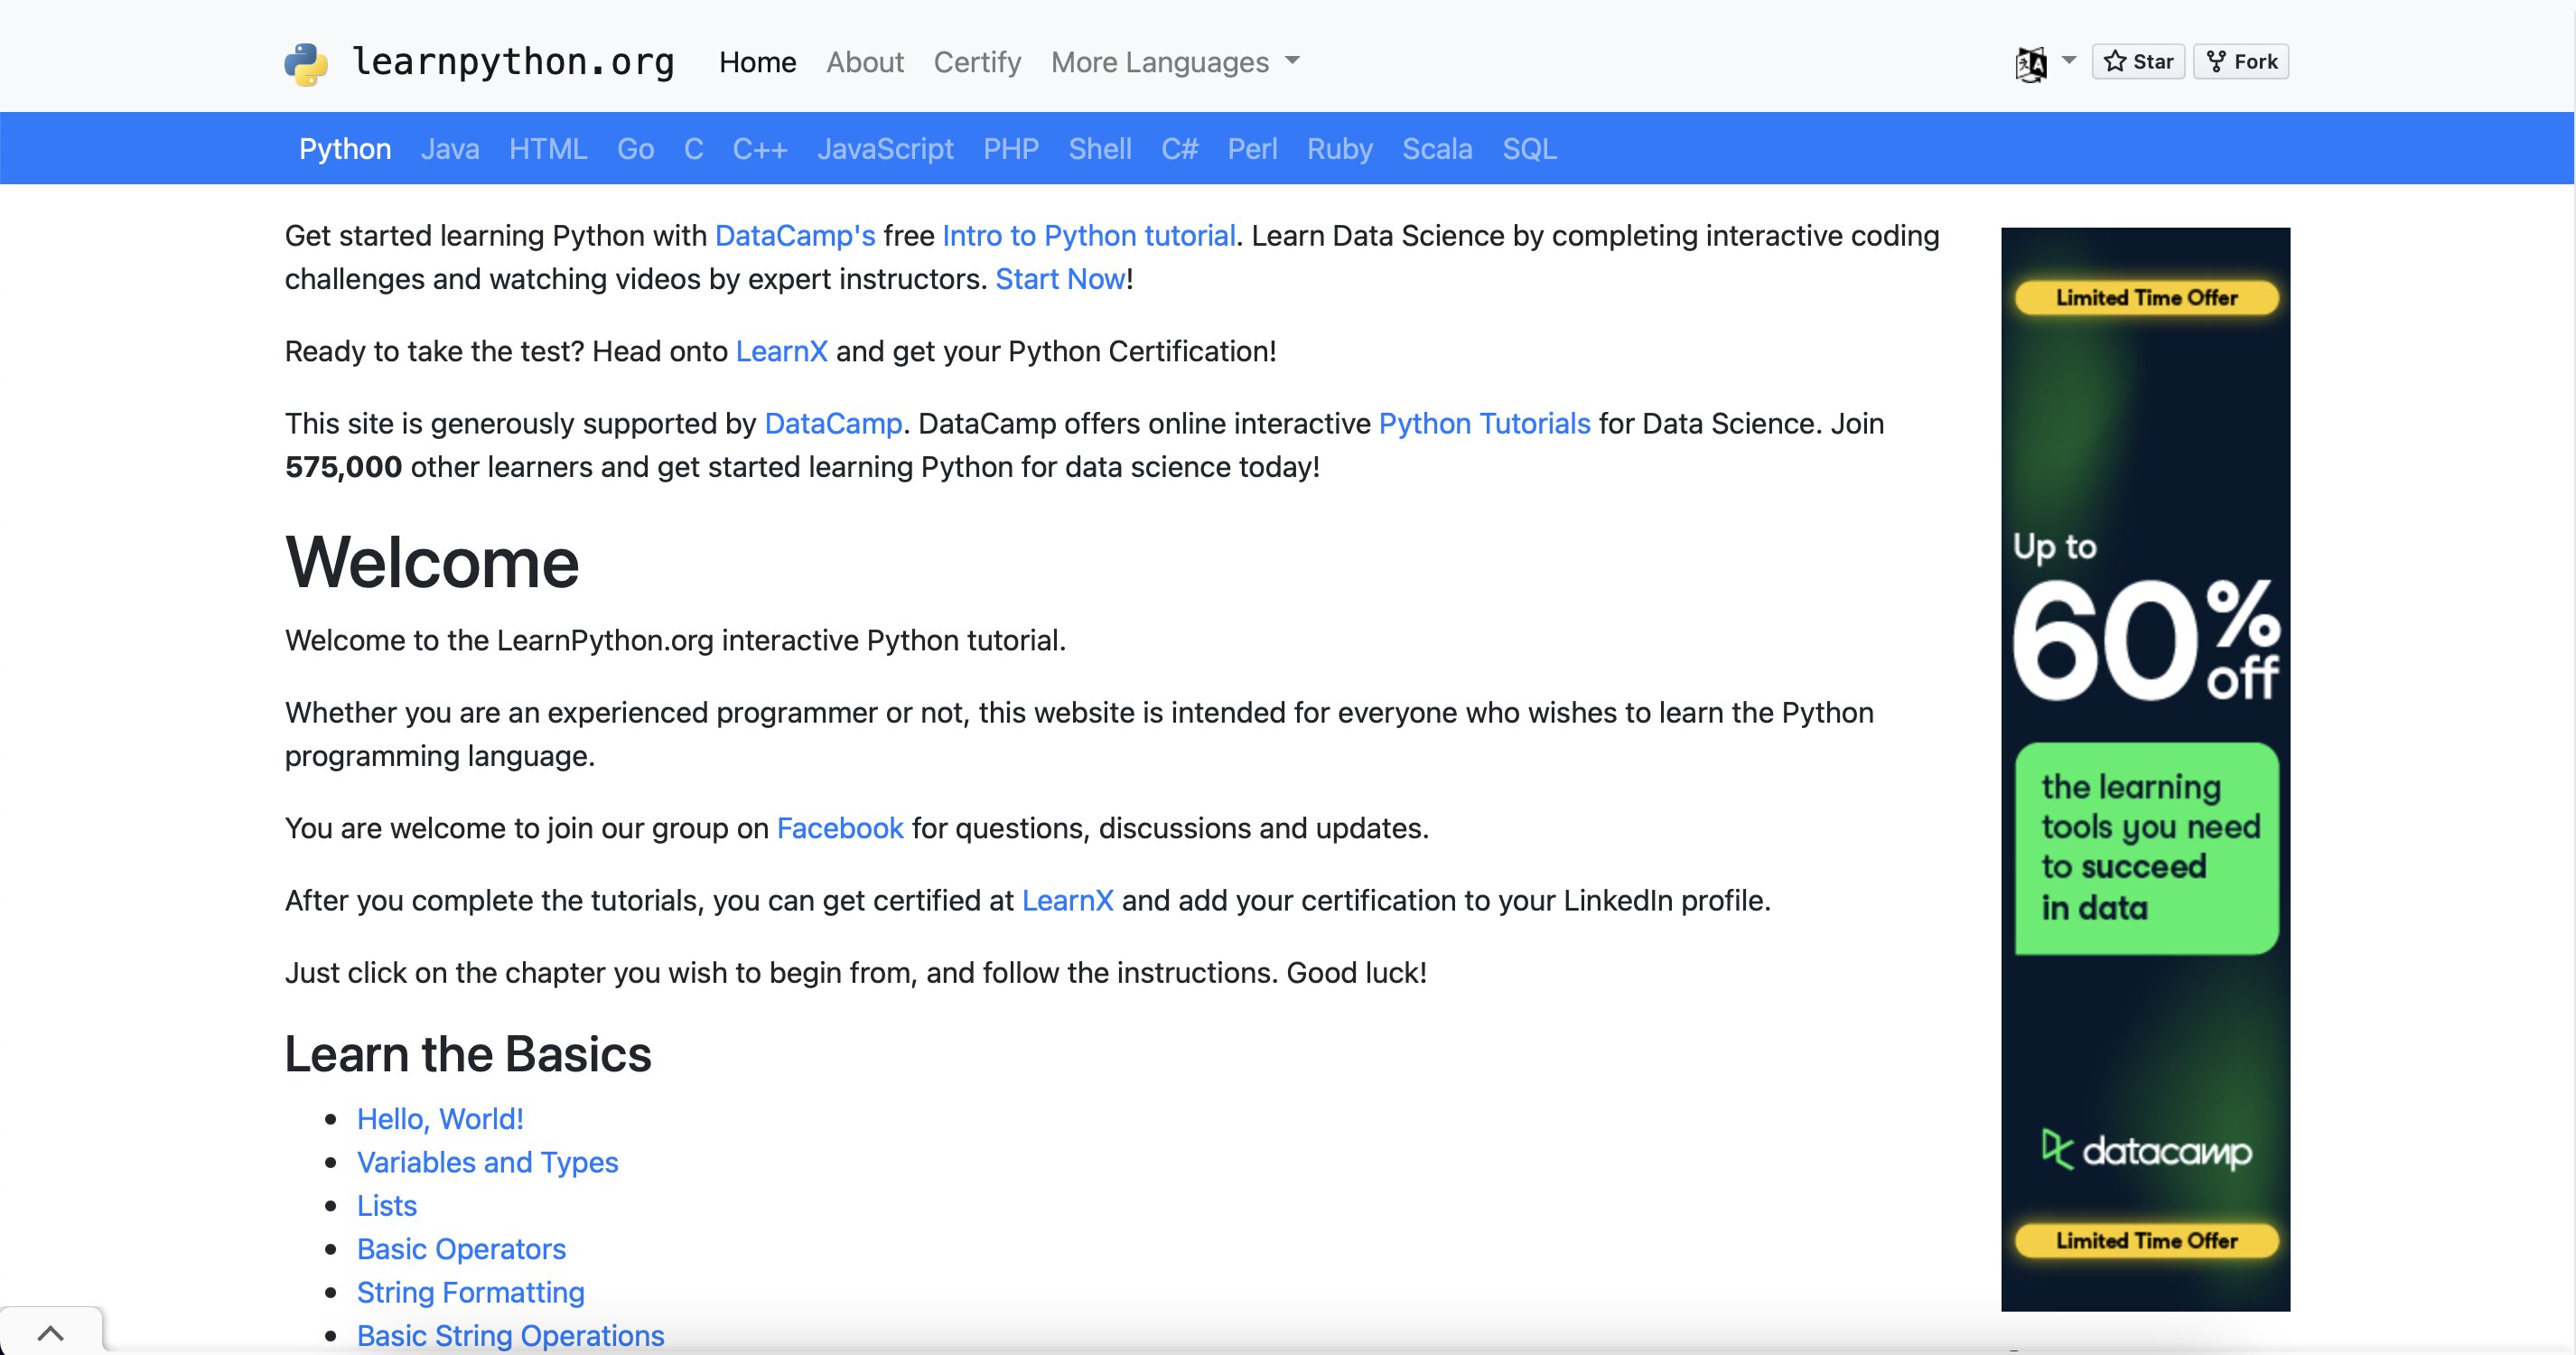 learnpython.org Home About Certify More Languages Star Fork
Python Java HTML Go C C++ JavaScript PHP Shell C# Perl Ruby Scala SQL
Get started learning Python with DataCamp's free Intro to Python tutorial. Learn Data Science by completing interactive coding
challenges and watching videos by expert instructors. Start Now!
Ready to take the test? Head onto LearnX and get your Python Certification!
This site is generously supported by DataCamp. DataCamp offers online interactive Python Tutorials for Data Science. Join
575,000 other learners and get started learning Python for data science today!
Welcome
Welcome to the LearnPython.org interactive Python tutorial.
Whether you are an experienced programmer or not, this website is intended for everyone who wishes to learn the Python
programming language.
You are welcome to join our group on Facebook for questions, discussions and updates.
After you complete the tutorials, you can get certified at LearnX and add your certification to your LinkedIn profile.
Just click on the chapter you wish to begin from, and follow the instructions. Good luck!
Learn the Basics
Hello, World!
Variables and Types
Lists
Basic Operators
String Formatting
Basic String Operations
Limited Time Offer
Up to
60% off
the learning
tools you need
to succeed
in data
datacamp
Limited Time Offer